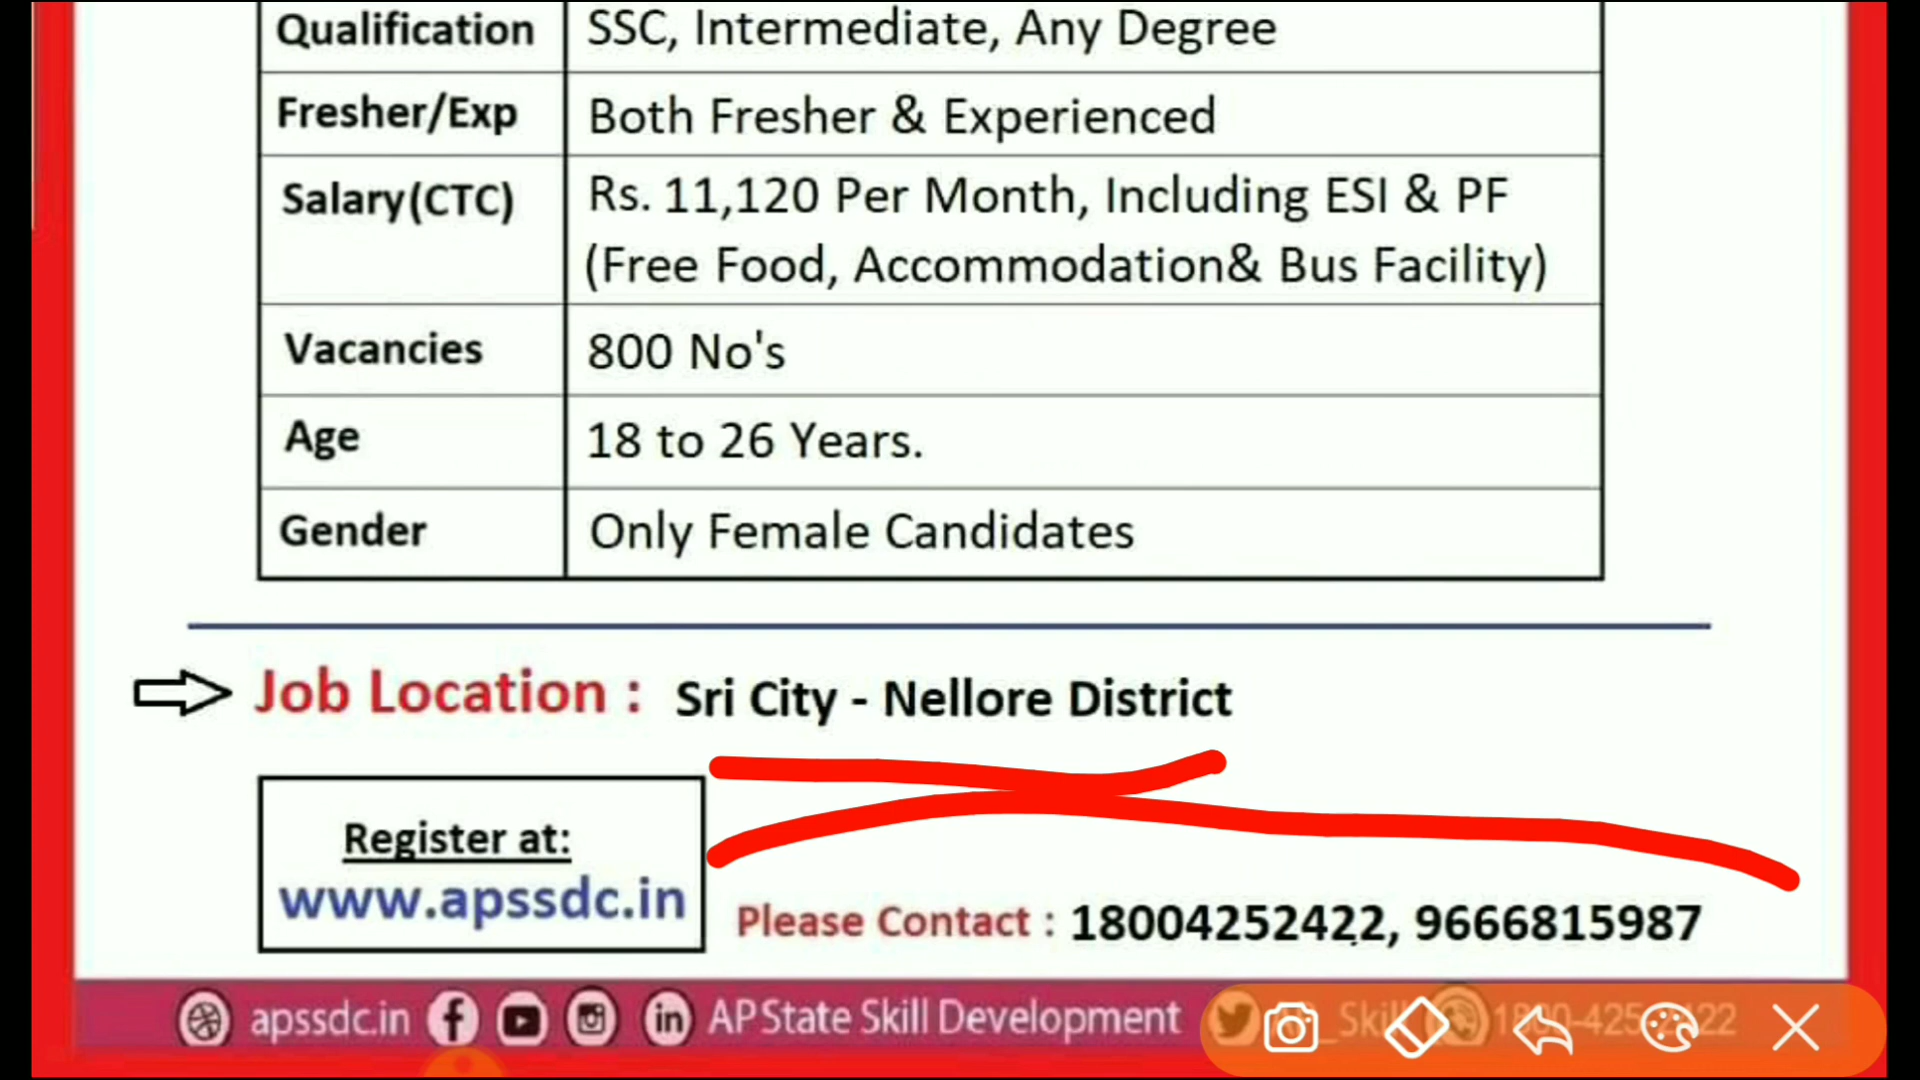 Qualification SSC, Intermediate, Any Degree
Fresher/Exp Both Fresher & Experienced
Salary(CTC) Rs. 11,120 Per Month, Including ESI & PF
(Free Food, Accommodation& Bus Facility)
Vacancies 800 No's
Age 18 to 26 Years.
Gender Only Female Candidates
Job Location : Sri City - Nellore District
Register at:
www.apssdc.in
Please Contact : 18004252422, 9666815987
apssdc.in AP State Skill Development